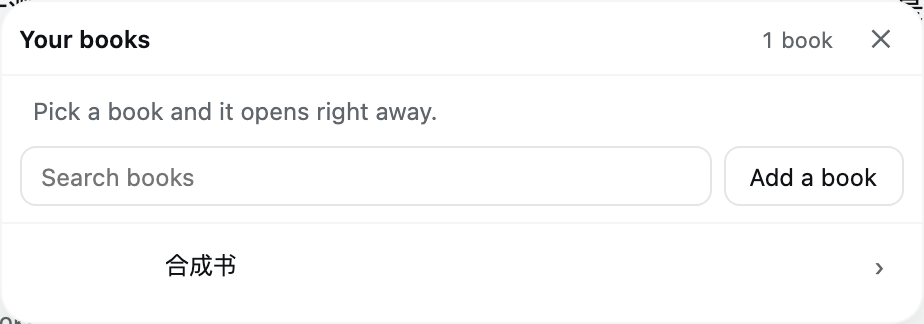 Your books
1 book
Pick a book and it opens right away.
Search books
Add a book
合成书